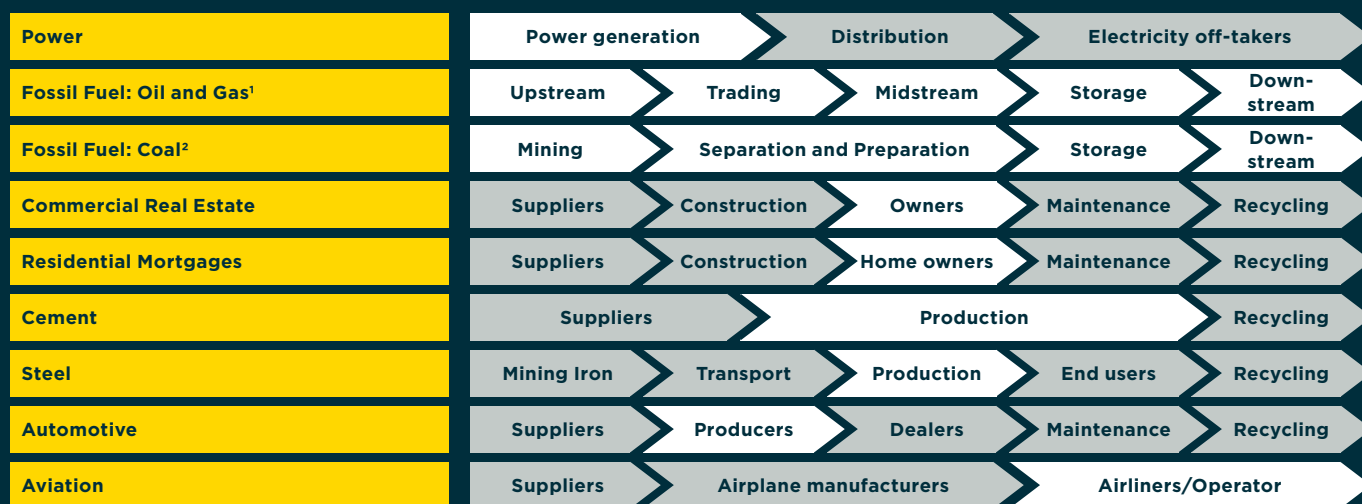 Power Power generation Distribution Electricity off-takers
Fossil Fuel: Oil and Gas¹ Upstream Trading Midstream Storage Down-
stream
Fossil Fuel: Coal² Mining Separation and Preparation Storage Down-
stream
Commercial Real Estate Suppliers Construction Owners Maintenance Recycling
Residential Mortgages Suppliers Construction Home owners Maintenance Recycling
Cement Suppliers Production Recycling
Steel Mining Iron Transport Production End users Recycling
Automotive Suppliers Producers Dealers Maintenance Recycling
Aviation Suppliers Airplane manufacturers Airliners/Operator